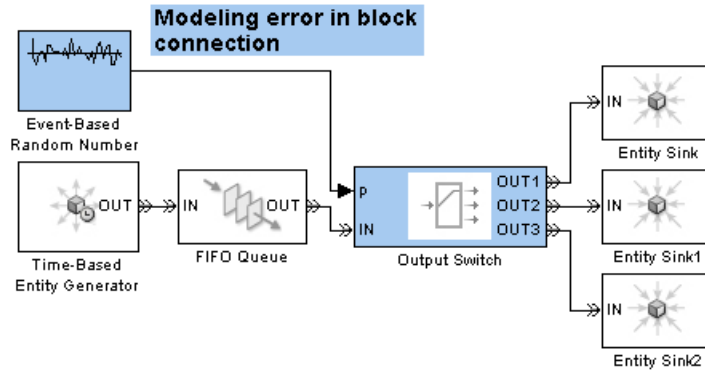 Modeling error in block
connection
Event-Based
Random Number
OUT
Time-Based
Entity Generator
IN
OUT
FIFO Queue
p
IN
OUT1
OUT2
OUT3
Output Switch
IN
Entity Sink
IN
Entity Sink1
IN
Entity Sink2